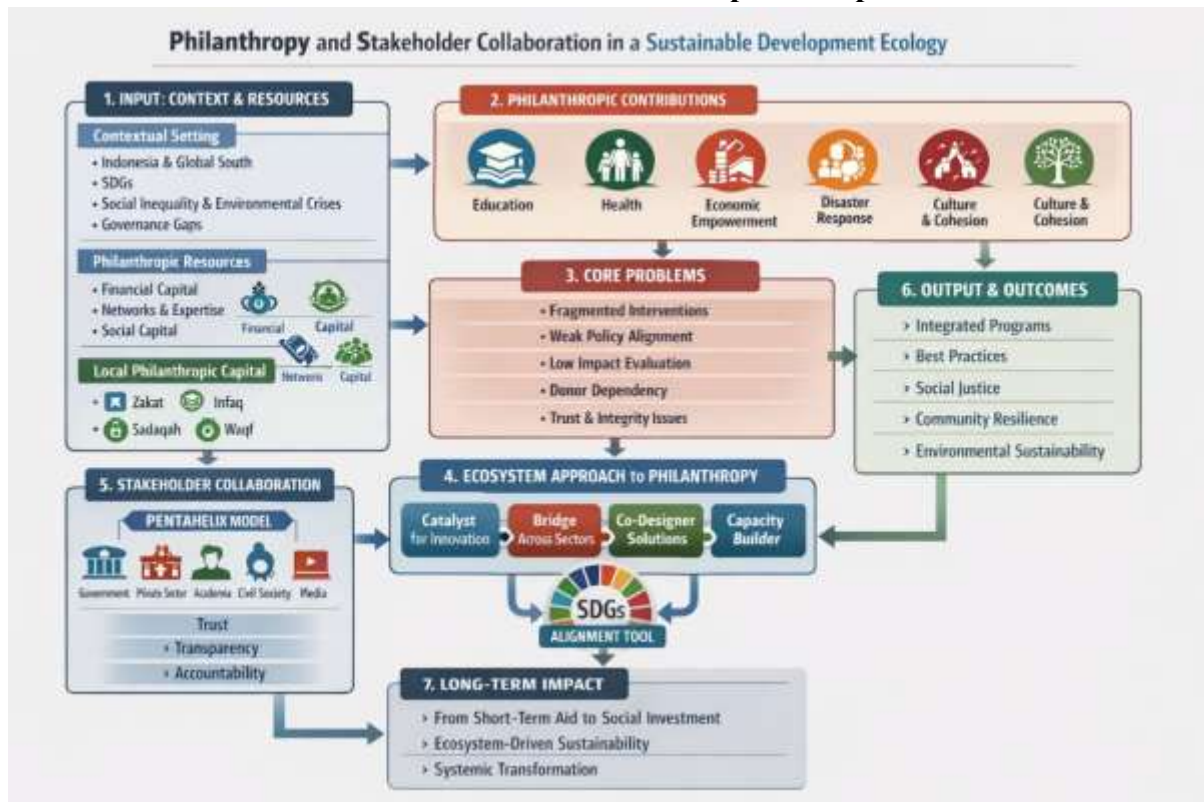 Philanthropy and Stakeholder Collaboration in a Sustainable Development Ecology
1. INPUT: CONTEXT & RESOURCES
Contextual Setting
• Indonesia & Global South
• SDGs
• Social Inequality & Environmental Crises
• Governance Gaps
Philanthropic Resources
• Financial Capital
• Networks & Expertise
• Social Capital
Financial
Capital
Networks
Capital
Local Philanthropic Capital
• Zakat
Infaq
• Sadaqah
Waqf
2. PHILANTHROPIC CONTRIBUTIONS
Education
Health
Economic
Empowerment
Disaster
Response
Culture
& Cohesion
Culture &
Cohesion
3. CORE PROBLEMS
• Fragmented Interventions
• Weak Policy Alignment
• Low Impact Evaluation
• Donor Dependency
• Trust & Integrity Issues
6. OUTPUT & OUTCOMES
› Integrated Programs
› Best Practices
› Social Justice
› Community Resilience
› Environmental Sustainability
5. STAKEHOLDER COLLABORATION
PENTAHELIX MODEL
Government
Sector
Academia
Civil Society
Media
Trust
• Transparency
• Accountability
4. ECOSYSTEM APPROACH to PHILANTHROPY
Catalyst
for Innovation
Bridge
Across Sectors
Co-Designer
Solutions
Capacity
Builder
SDGs
ALIGNMENT TOOL
7. LONG-TERM IMPACT
› From Short-Term Aid to Social Investment
› Ecosystem-Driven Sustainability
› Systemic Transformation